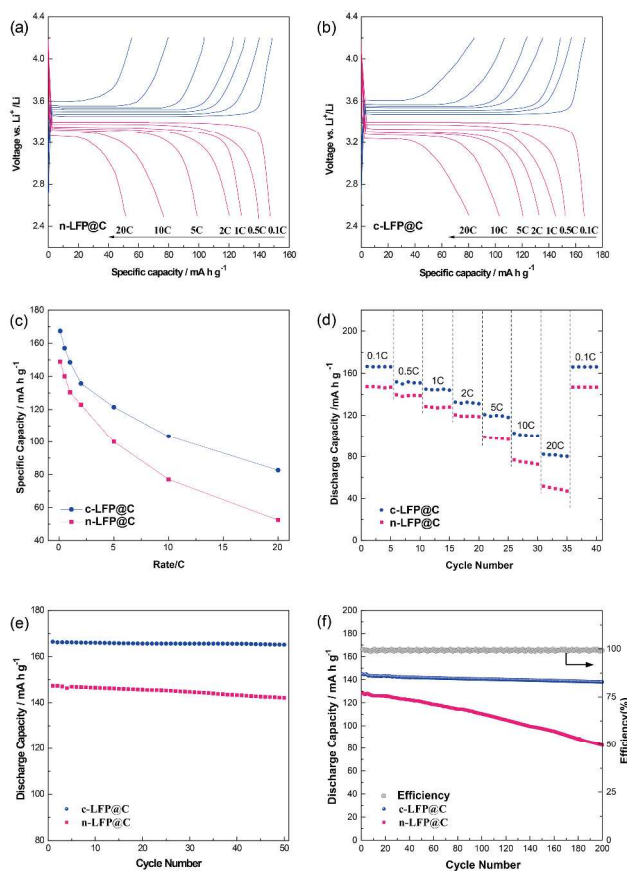 (a)
4.4
4.0
3.6
3.2
2.8
2.4
Voltage vs. Li⁺/Li
n-LFP@C
20C 10C 5C 2C 1C 0.5C 0.1C
0 20 40 60 80 100 120 140 160
Specific capacity / mA h g⁻¹
(b)
4.4
4.0
3.6
3.2
2.8
2.4
Voltage vs. Li⁺/Li
c-LFP@C
20C 10C 5C 2C 1C 0.5C 0.1C
0 20 40 60 80 100 120 140 160 180
Specific capacity / mA h g⁻¹
(c)
180
160
140
120
100
80
60
40
Specific Capacity / mA h g⁻¹
c-LFP@C
n-LFP@C
0 5 10 15 20
Rate/C
(d)
200
160
120
80
40
0
Discharge Capacity /mA h g⁻¹
0.1C 0.5C 1C 2C 5C 10C 20C 0.1C
c-LFP@C
n-LFP@C
0 5 10 15 20 25 30 35 40
Cycle Number
(e)
180
160
140
120
100
80
Discharge Capacity / mA h g⁻¹
c-LFP@C
n-LFP@C
0 10 20 30 40 50
Cycle Number
(f)
200
180
160
140
120
100
80
60
40
20
0
Discharge Capacity / mA h g⁻¹
100
75
50
25
0
Efficiency(%)
Efficiency
c-LFP@C
n-LFP@C
0 20 40 60 80 100 120 140 160 180 200
Cycle Number